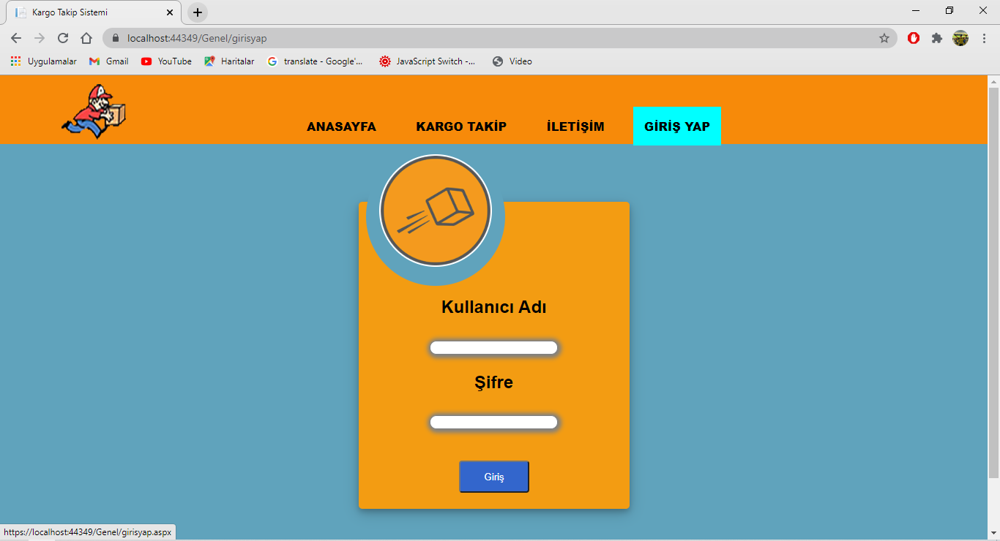 Kargo Takip Sistemi
localhost:44349/Genel/girisyap
Uygulamalar Gmail YouTube Haritalar translate - Google'... JavaScript Switch -... Video
ANASAYFA KARGO TAKİP İLETİŞİM GİRİŞ YAP
Kullanıcı Adı
Şifre
Giriş
https://localhost:44349/Genel/girisyap.aspx